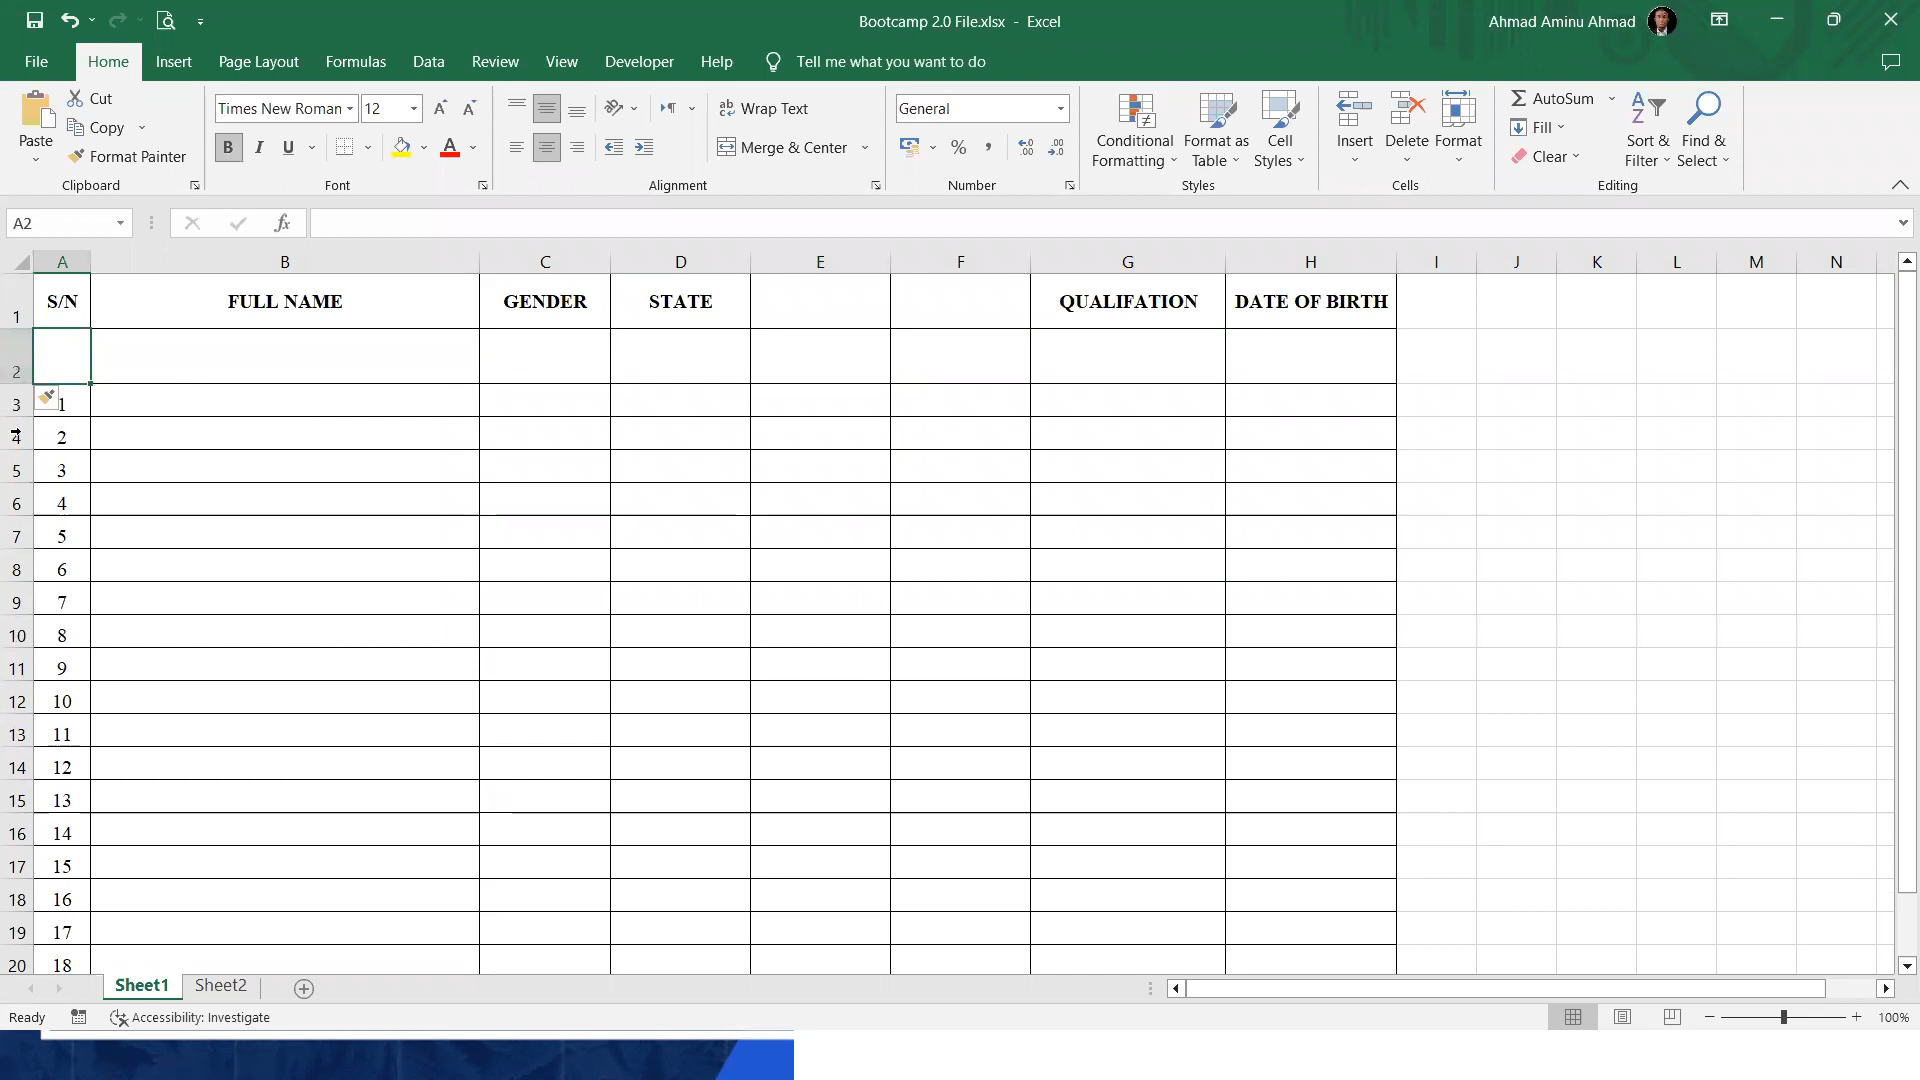 Bootcamp 2.0 File.xlsx - Excel
Ahmad Aminu Ahmad
File Home Insert Page Layout Formulas Data Review View Developer Help Tell me what you want to do
Paste
Cut
Copy
Format Painter
Clipboard
Times New Roman 12
B I U
Font
Wrap Text
Merge & Center
Alignment
General
%
Number
Conditional Formatting
Format as Table
Cell Styles
Styles
Insert
Delete
Format
Cells
AutoSum
Fill
Clear
Sort & Filter
Find & Select
Editing
A2
fx
A B C D E F G H I J K L M N
1 S/N FULL NAME GENDER STATE QUALIFATION DATE OF BIRTH
2
3 1
4 2
5 3
6 4
7 5
8 6
9 7
10 8
11 9
12 10
13 11
14 12
15 13
16 14
17 15
18 16
19 17
20 18
Sheet1 Sheet2
Ready Accessibility: Investigate 100%